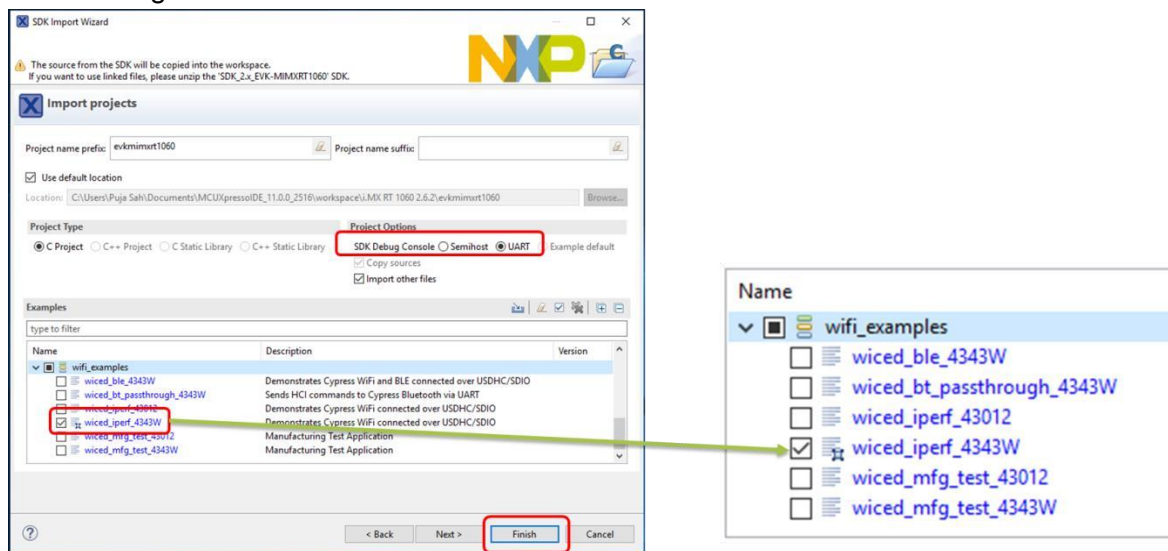 SDK Import Wizard
The source from the SDK will be copied into the workspace.
If you want to use linked files, please unzip the 'SDK_2.x_EVK-MIMXRT1060' SDK.
NXP
Import projects
Project name prefix: evkmimxrt1060 Project name suffix:
Use default location
Location: C:\Users\Puja Sah\Documents\MCUXpressoIDE_11.0.0_2516\workspace\i.MX RT 1060 2.6.2\evkmimxrt1060 Browse...
Project Type Project Options
C Project C++ Project C Static Library C++ Static Library SDK Debug Console Semihost UART Example default
Copy sources
Import other files
Examples
type to filter
Name Description Version
wifi_examples
wiced_ble_4343W Demonstrates Cypress WiFi and BLE connected over USDHC/SDIO
wiced_bt_passthrough_4343W Sends HCI commands to Cypress Bluetooth via UART
wiced_iperf_43012 Demonstrates Cypress WiFi connected over USDHC/SDIO
wiced_iperf_4343W Demonstrates Cypress WiFi connected over USDHC/SDIO
wiced_mfg_test_43012 Manufacturing Test Application
wiced_mfg_test_4343W Manufacturing Test Application
< Back Next > Finish Cancel
Name
wifi_examples
wiced_ble_4343W
wiced_bt_passthrough_4343W
wiced_iperf_43012
wiced_iperf_4343W
wiced_mfg_test_43012
wiced_mfg_test_4343W